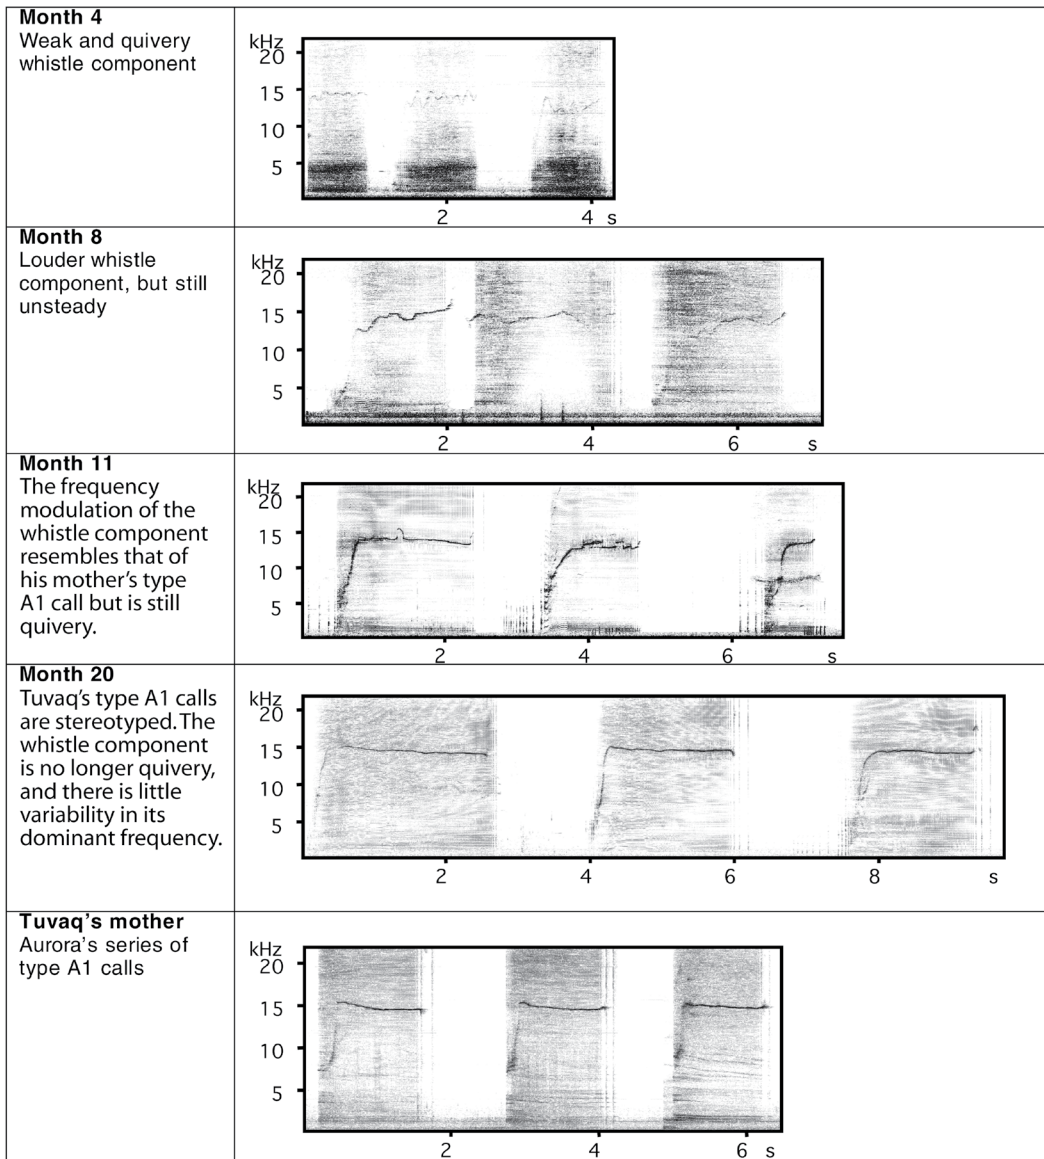 Month 4
Weak and quivery
whistle component
kHz
20
15
10
5
2 4 s
Month 8
Louder whistle
component, but still
unsteady
kHz
20
15
10
5
2 4 6 s
Month 11
The frequency
modulation of the
whistle component
resembles that of
his mother's type
A1 call but is still
quivery.
kHz
20
15
10
5
2 4 6 s
Month 20
Tuvaq's type A1 calls
are stereotyped. The
whistle component
is no longer quivery,
and there is little
variability in its
dominant frequency.
kHz
20
15
10
5
2 4 6 8 s
Tuvaq's mother
Aurora's series of
type A1 calls
kHz
20
15
10
5
2 4 6 s